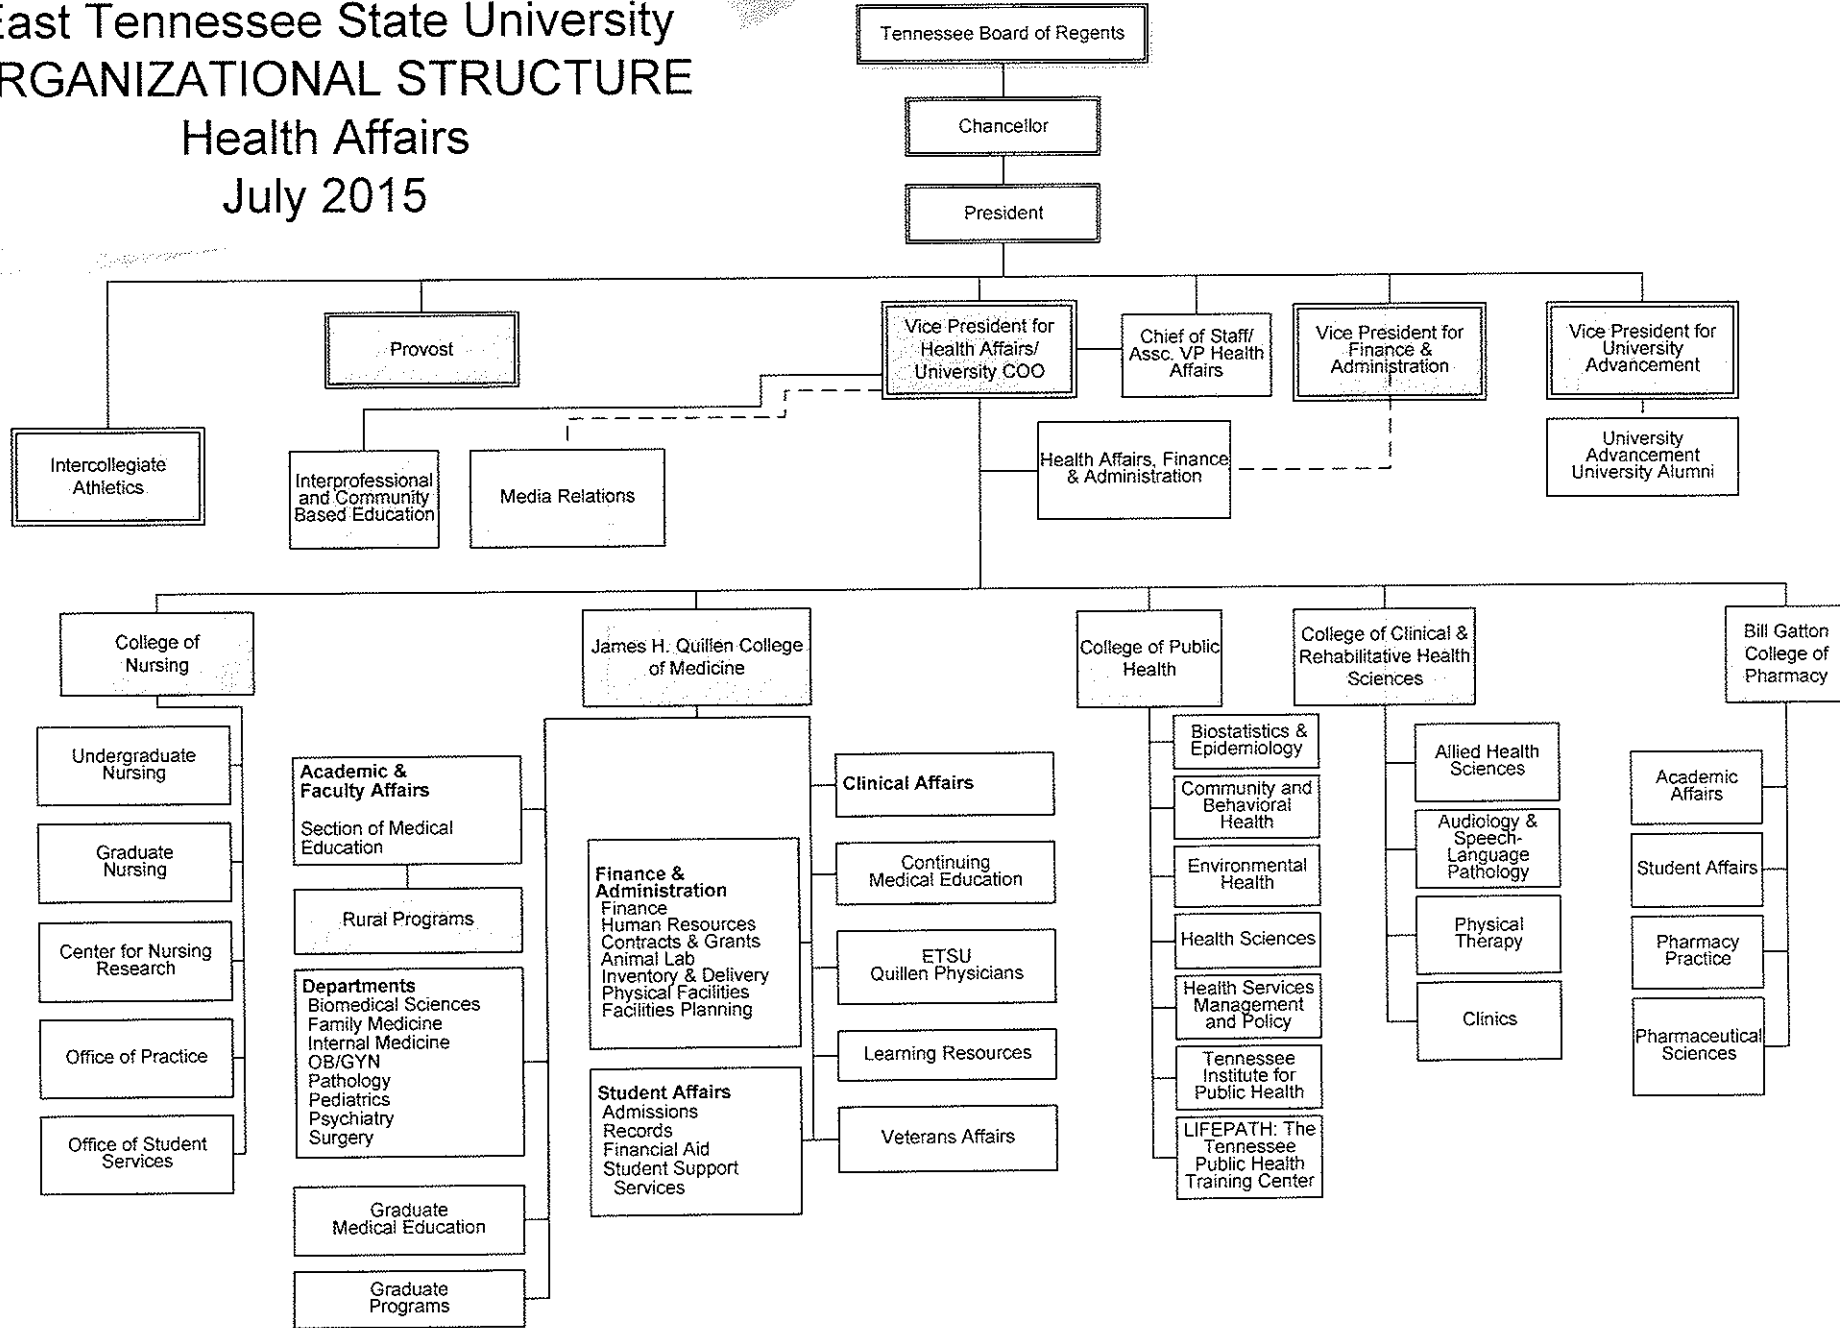 East Tennessee State University
ORGANIZATIONAL STRUCTURE
Health Affairs
July 2015
Tennessee Board of Regents
Chancellor
President
Provost
Vice President for
Health Affairs/
University COO
Chief of Staff/
Assc. VP Health
Affairs
Vice President for
Finance &
Administration
Vice President for
University
Advancement
Intercollegiate
Athletics
Interprofessional
and Community
Based Education
Media Relations
Health Affairs, Finance
& Administration
University
Advancement
University Alumni
College of
Nursing
James H. Quillen College
of Medicine
College of Public
Health
College of Clinical &
Rehabilitative Health
Sciences
Bill Gatton
College of
Pharmacy
Undergraduate
Nursing
Graduate
Nursing
Center for Nursing
Research
Office of Practice
Office of Student
Services
Academic &
Faculty Affairs
Section of Medical
Education
Rural Programs
Departments
Biomedical Sciences
Family Medicine
Internal Medicine
OB/GYN
Pathology
Pediatrics
Psychiatry
Surgery
Graduate
Medical Education
Graduate
Programs
Finance &
Administration
Finance
Human Resources
Contracts & Grants
Animal Lab
Inventory & Delivery
Physical Facilities
Facilities Planning
Student Affairs
Admissions
Records
Financial Aid
Student Support
Services
Clinical Affairs
Continuing
Medical Education
ETSU
Quillen Physicians
Learning Resources
Veterans Affairs
Biostatistics &
Epidemiology
Community and
Behavioral
Health
Environmental
Health
Health Sciences
Health Services
Management
and Policy
Tennessee
Institute for
Public Health
LIFEPATH: The
Tennessee
Public Health
Training Center
Allied Health
Sciences
Audiology &
Speech-
Language
Pathology
Physical
Therapy
Clinics
Academic
Affairs
Student Affairs
Pharmacy
Practice
Pharmaceutical
Sciences